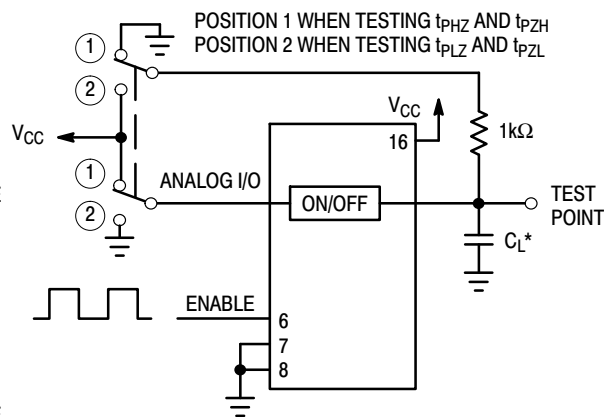 POSITION 1 WHEN TESTING tPHZ AND tPZH
POSITION 2 WHEN TESTING tPLZ AND tPZL
1
2
VCC
VCC
16
1kΩ
1
2
ANALOG I/O
ON/OFF
TEST
POINT
CL*
ENABLE
6
7
8